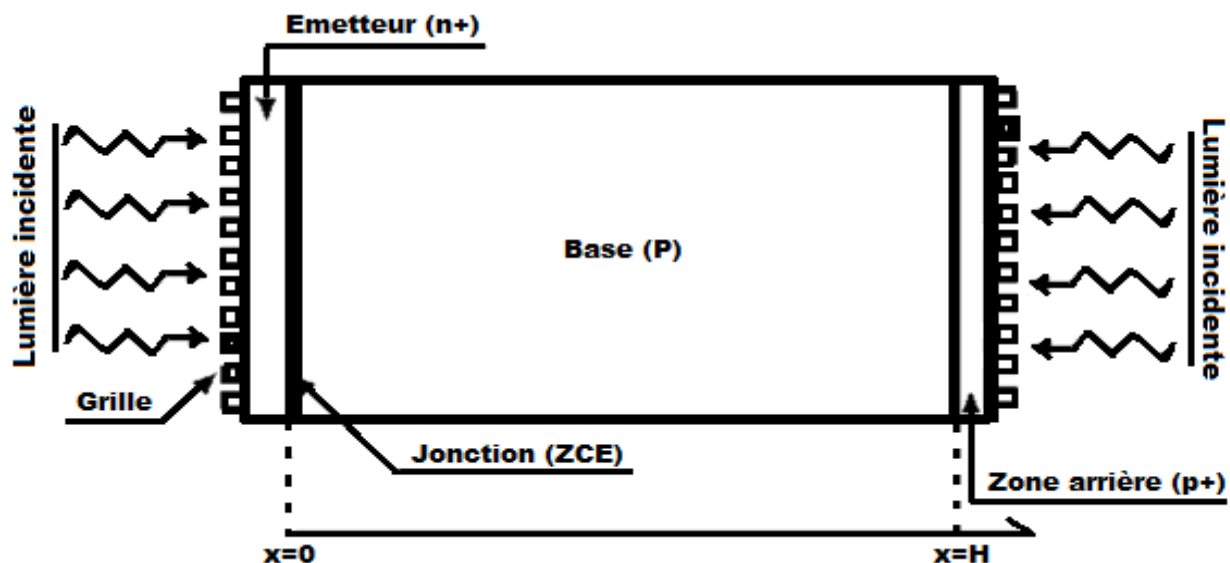 Emetteur (n+)
Lumière incidente
Base (P)
Lumière incidente
Grille
Jonction (ZCE)
Zone arrière (p+)
x=0
x=H